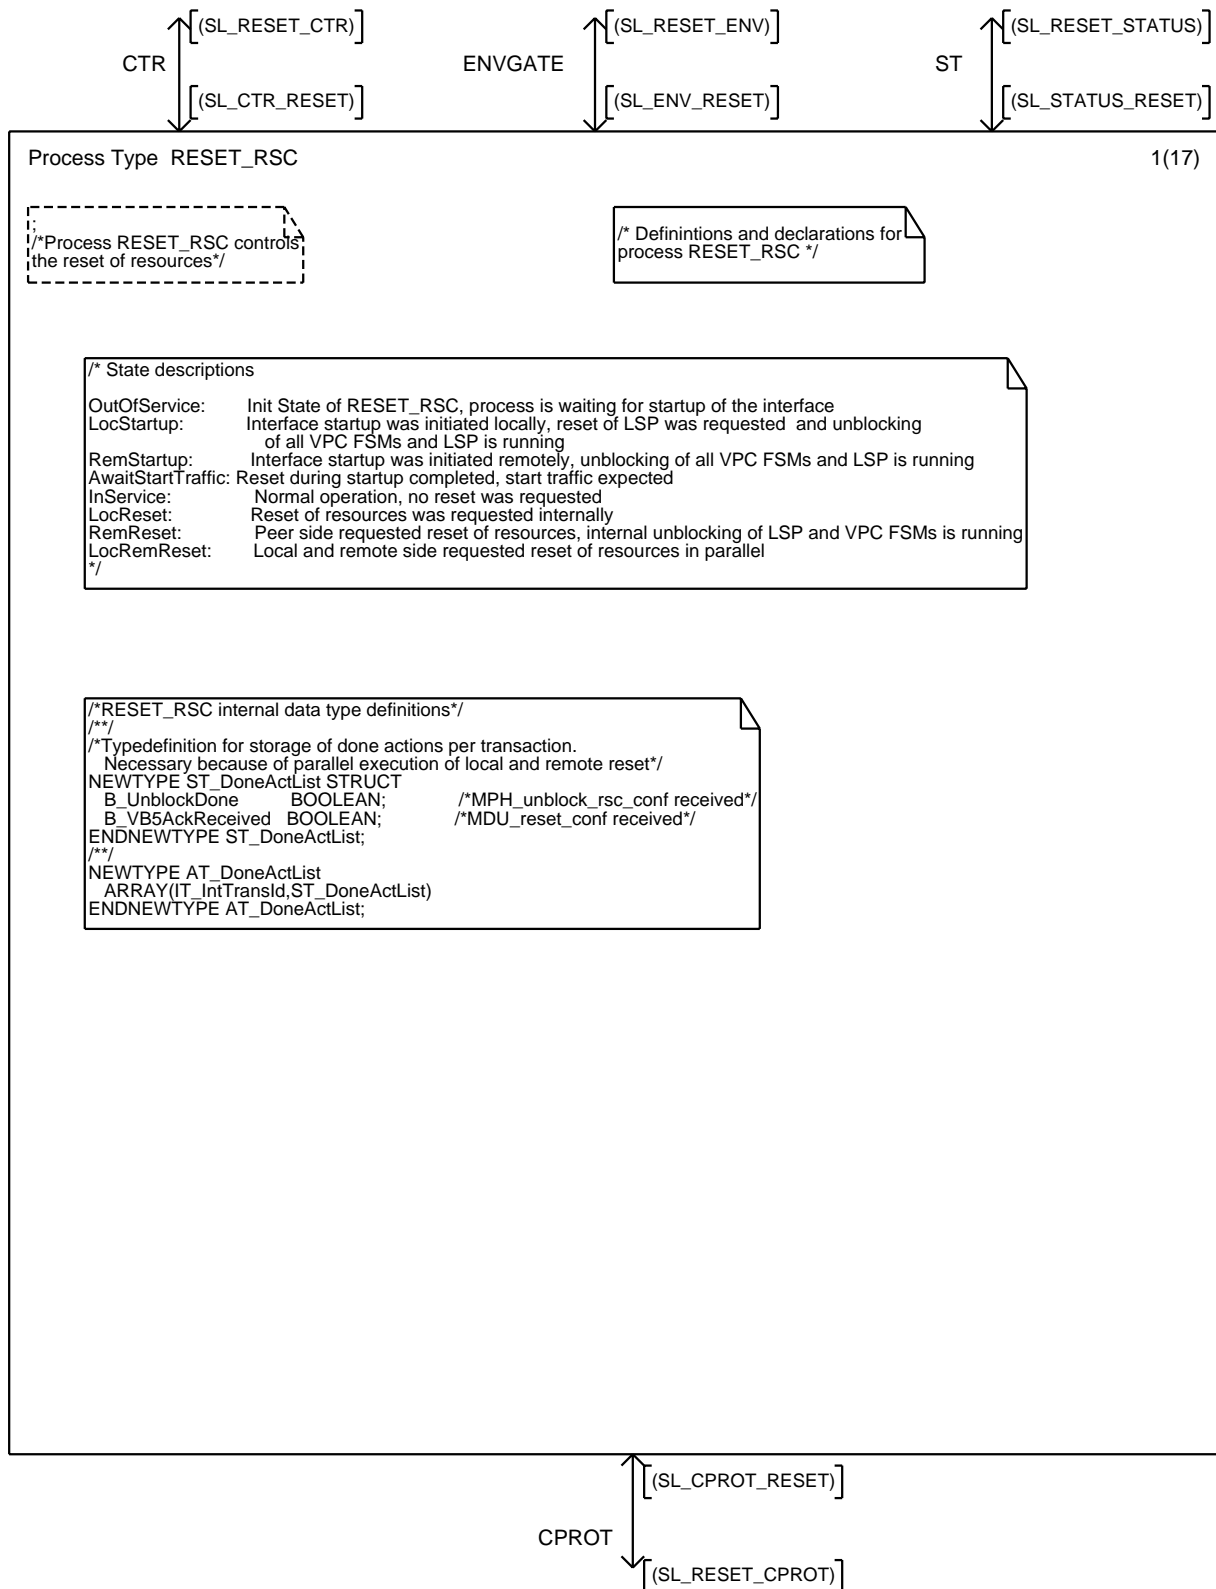 (SL_RESET_CTR)
(SL_RESET_ENV)
(SL_RESET_STATUS)
CTR
ENVGATE
ST
(SL_CTR_RESET)
(SL_ENV_RESET)
(SL_STATUS_RESET)
Process Type RESET_RSC
1(17)
;
/*Process RESET_RSC controls
the reset of resources*/
/* Definintions and declarations for
process RESET_RSC */
/* State descriptions
OutOfService: Init State of RESET_RSC, process is waiting for startup of the interface
LocStartup: Interface startup was initiated locally, reset of LSP was requested and unblocking
of all VPC FSMs and LSP is running
RemStartup: Interface startup was initiated remotely, unblocking of all VPC FSMs and LSP is running
AwaitStartTraffic: Reset during startup completed, start traffic expected
InService: Normal operation, no reset was requested
LocReset: Reset of resources was requested internally
RemReset: Peer side requested reset of resources, internal unblocking of LSP and VPC FSMs is running
LocRemReset: Local and remote side requested reset of resources in parallel
*/
/*RESET_RSC internal data type definitions*/
/**/
/*Typedefinition for storage of done actions per transaction.
Necessary because of parallel execution of local and remote reset*/
NEWTYPE ST_DoneActList STRUCT
B_UnblockDone BOOLEAN; /*MPH_unblock_rsc_conf received*/
B_VB5AckReceived BOOLEAN; /*MDU_reset_conf received*/
ENDNEWTYPE ST_DoneActList;
/**/
NEWTYPE AT_DoneActList
ARRAY(IT_IntTransId,ST_DoneActList)
ENDNEWTYPE AT_DoneActList;
(SL_CPROT_RESET)
CPROT
(SL_RESET_CPROT)